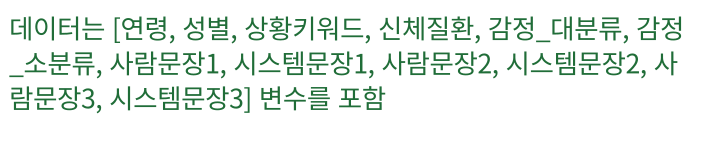 데이터는 [연령, 성별, 상황키워드, 신체질환, 감정_대분류, 감정
_소분류, 사람문장1, 시스템문장1, 사람문장2, 시스템문장2, 사
람문장3, 시스템문장3] 변수를 포함